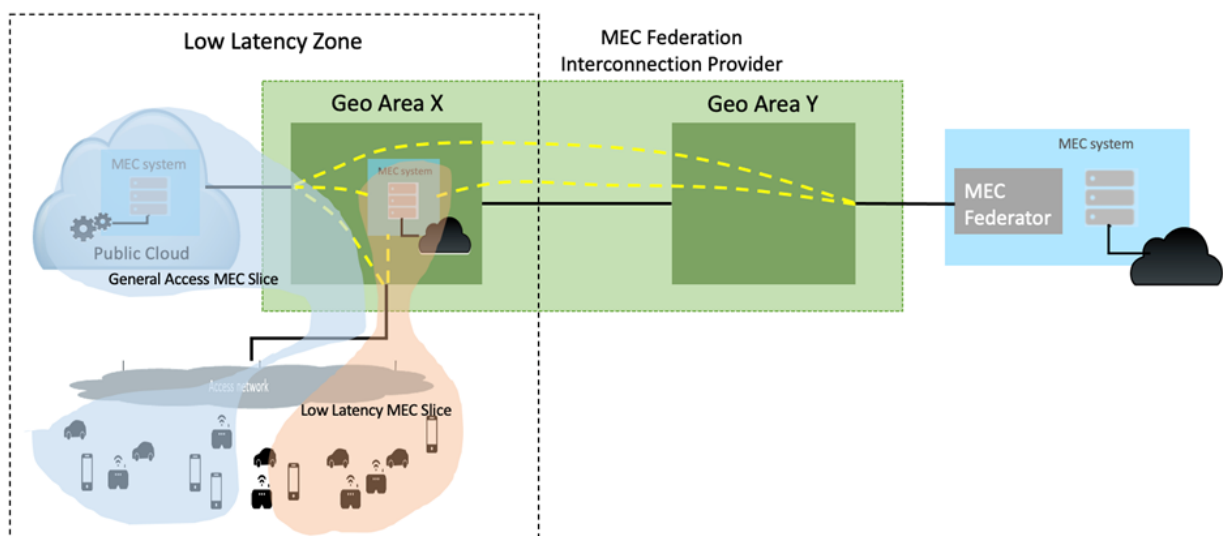 Low Latency Zone
MEC Federation
Interconnection Provider
Geo Area X
Geo Area Y
MEC system
MEC system
MEC system
MEC
Federator
Public Cloud
General Access MEC Slice
Access network
Low Latency MEC Slice